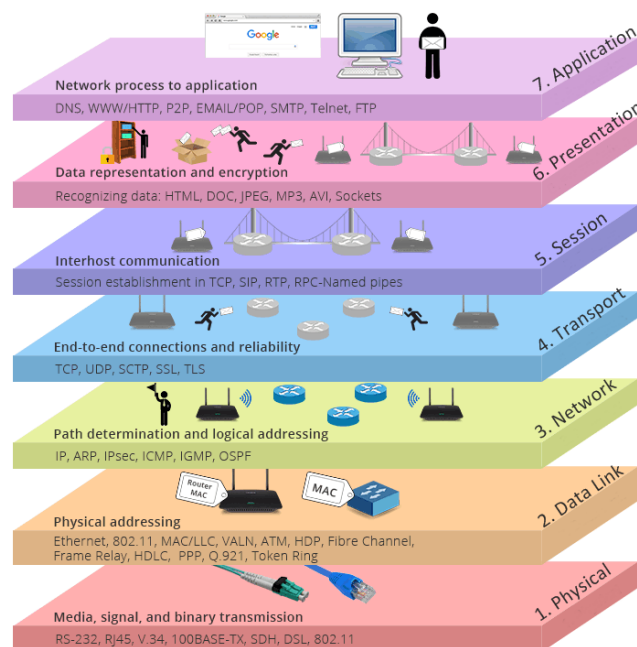 Google
7. Application
Network process to application
DNS, WWW/HTTP, P2P, EMAIL/POP, SMTP, Telnet, FTP
6. Presentation
Data representation and encryption
Recognizing data: HTML, DOC, JPEG, MP3, AVI, Sockets
5. Session
Interhost communication
Session establishment in TCP, SIP, RTP, RPC-Named pipes
4. Transport
End-to-end connections and reliability
TCP, UDP, SCTP, SSL, TLS
3. Network
Path determination and logical addressing
IP, ARP, IPsec, ICMP, IGMP, OSPF
Router
MAC
MAC
2. Data Link
Physical addressing
Ethernet, 802.11, MAC/LLC, VALN, ATM, HDP, Fibre Channel,
Frame Relay, HDLC, PPP, Q.921, Token Ring
1. Physical
Media, signal, and binary transmission
RS-232, RJ45, V.34, 100BASE-TX, SDH, DSL, 802.11